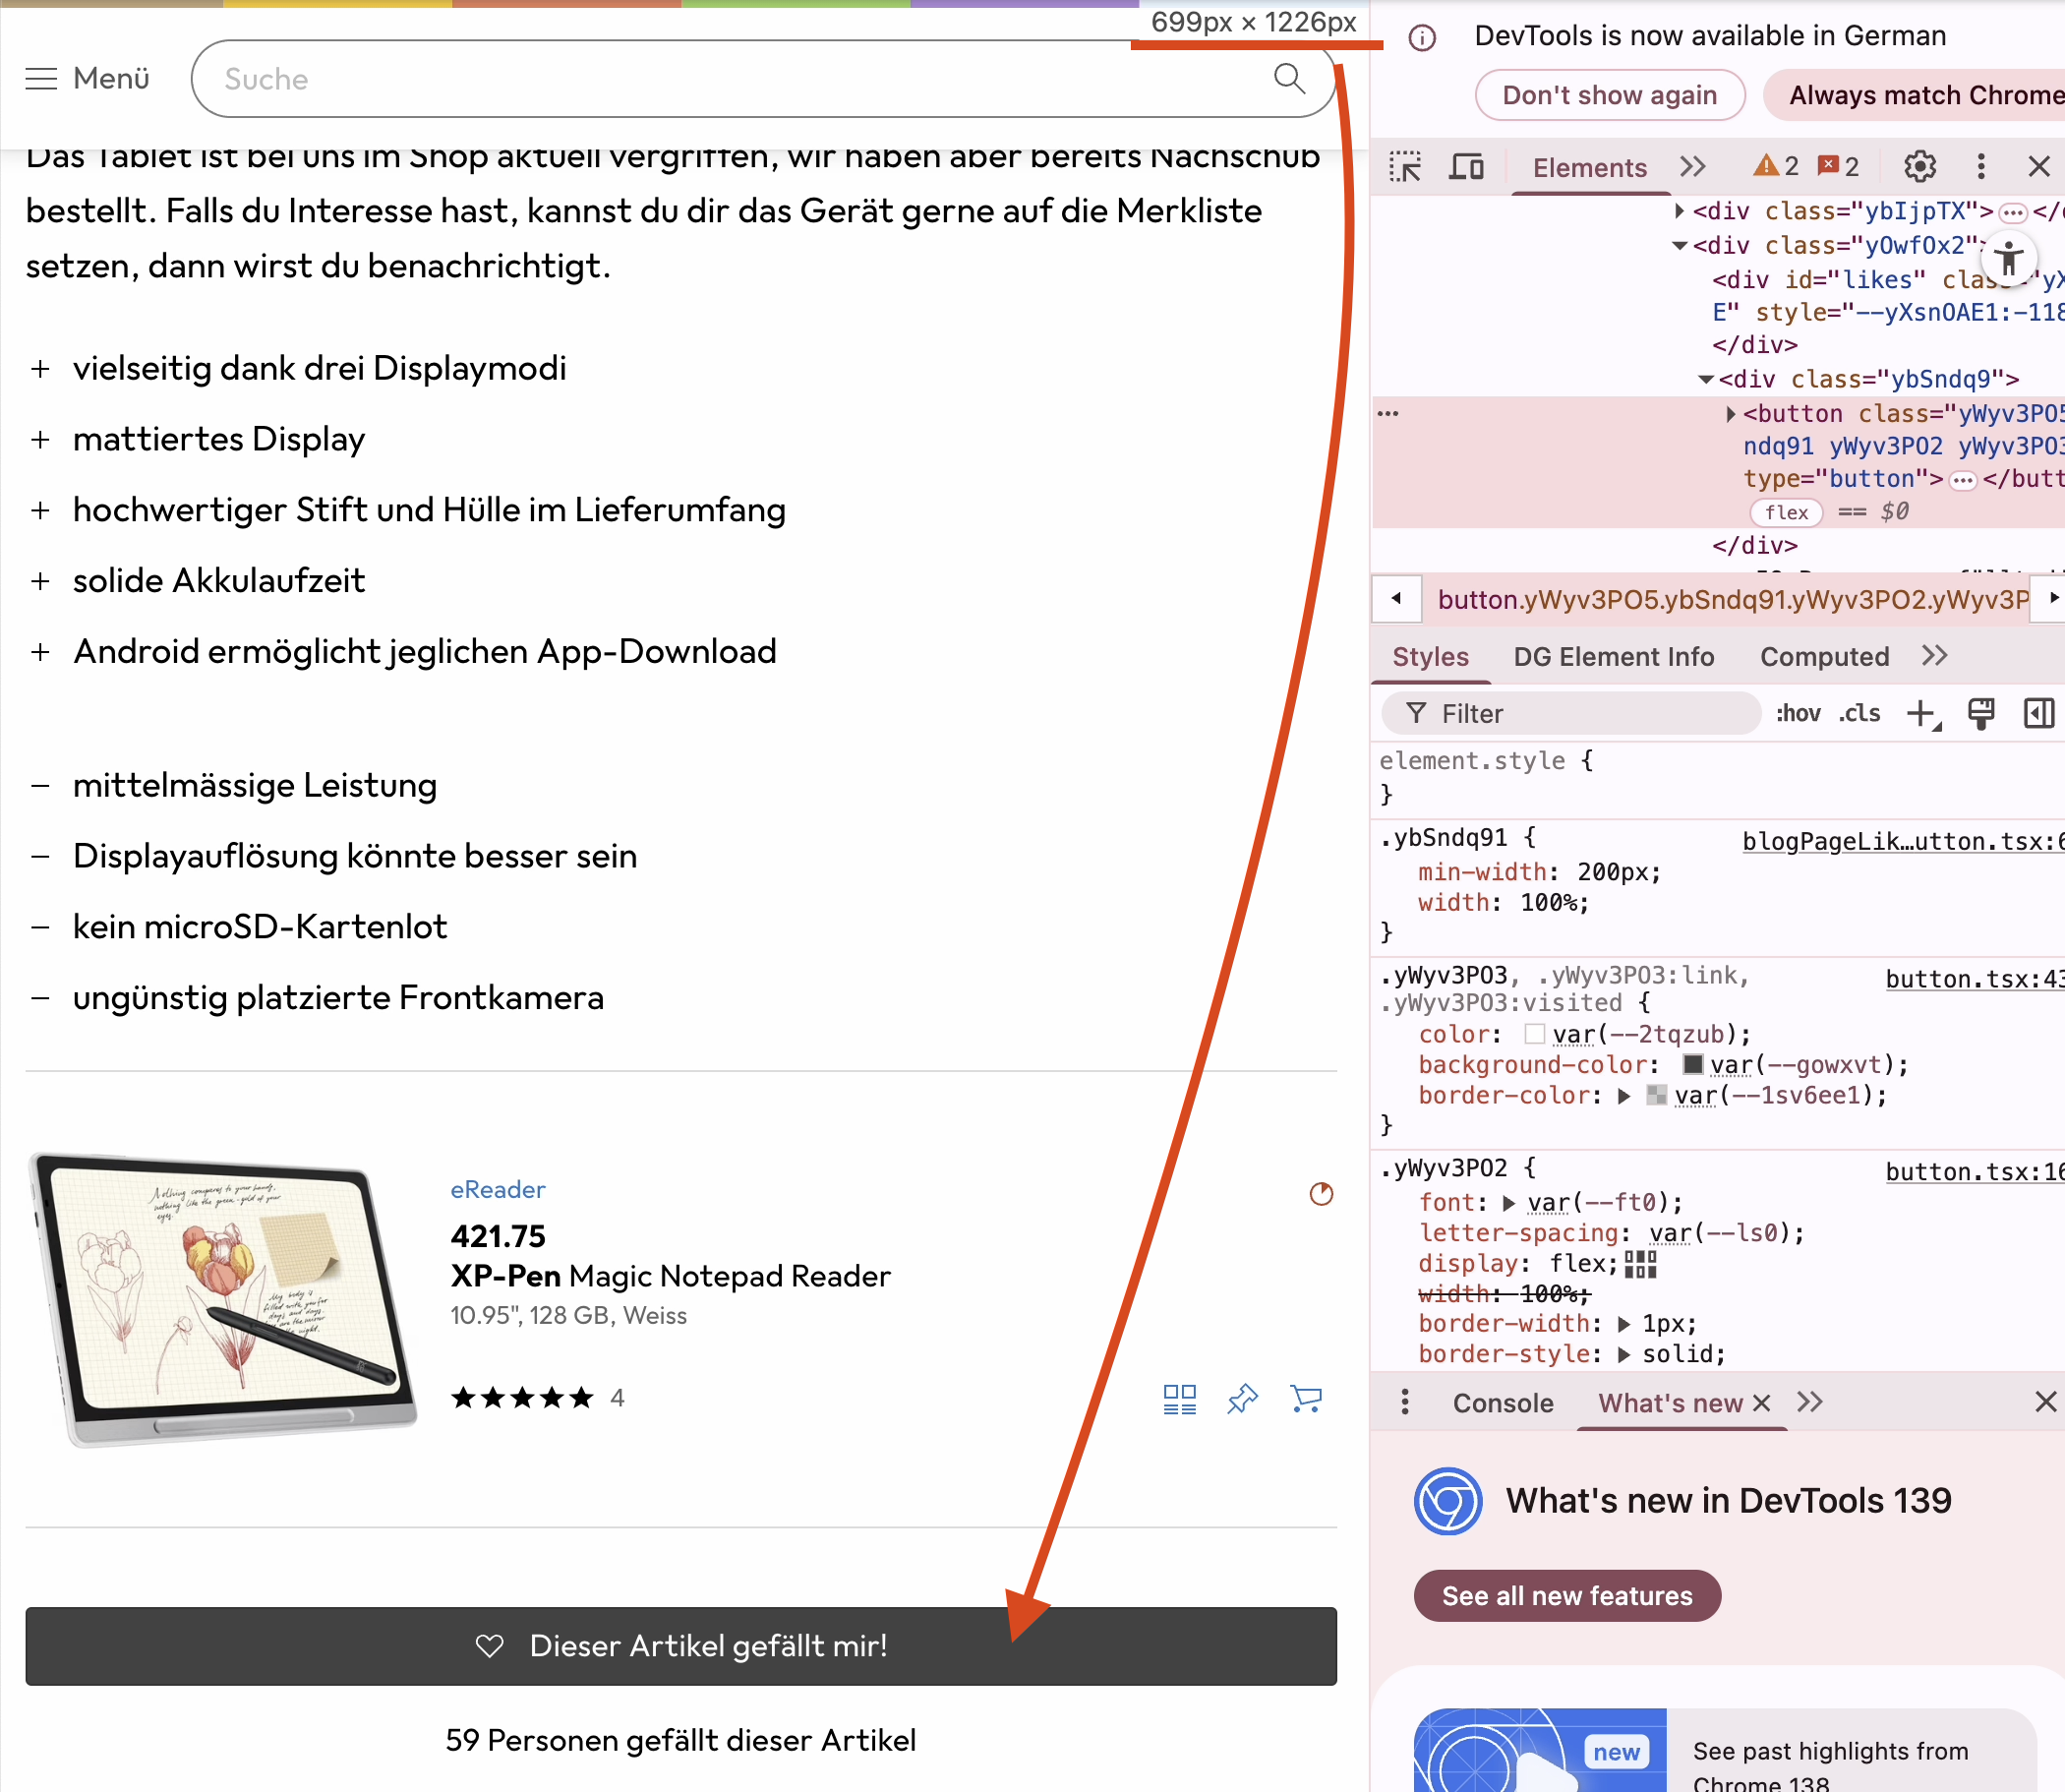 699px × 1226px
Menü
Suche
Das Tablet ist bei uns im Shop aktuell vergriffen, wir haben aber bereits Nachschub
bestellt. Falls du Interesse hast, kannst du dir das Gerät gerne auf die Merkliste
setzen, dann wirst du benachrichtigt.
+ vielseitig dank drei Displaymodi
+ mattiertes Display
+ hochwertiger Stift und Hülle im Lieferumfang
+ solide Akkulaufzeit
+ Android ermöglicht jeglichen App-Download
– mittelmässige Leistung
– Displayauflösung könnte besser sein
– kein microSD-Kartenlot
– ungünstig platzierte Frontkamera
eReader
421.75
XP-Pen Magic Notepad Reader
10.95", 128 GB, Weiss
4
Dieser Artikel gefällt mir!
59 Personen gefällt dieser Artikel
DevTools is now available in German
Don't show again
Always match Chrome
Elements
2
2
<div class="ybIjpTX"> … </
<div class="yOwfOx2">
<div id="likes" clas
E" style="--yXsnOAE1:-118
</div>
<div class="ybSndq9">
<button class="yWyv3PO5
ndq91 yWyv3PO2 yWyv3PO3
type="button"> … </butt
flex == $0
</div>
button.yWyv3PO5.ybSndq91.yWyv3PO2.yWyv3P
Styles
DG Element Info
Computed
Filter
:hov
.cls
element.style {
}
.ybSndq91 {
blogPageLik…utton.tsx:6
min-width: 200px;
width: 100%;
}
.yWyv3PO3, .yWyv3PO3:link,
button.tsx:43
.yWyv3PO3:visited {
color: var(--2tqzub);
background-color: var(--gowxvt);
border-color: var(--1sv6ee1);
}
.yWyv3PO2 {
button.tsx:16
font: var(--ft0);
letter-spacing: var(--ls0);
display: flex;
width: 100%;
border-width: 1px;
border-style: solid;
Console
What's new
What's new in DevTools 139
See all new features
new
See past highlights from
Chrome 138